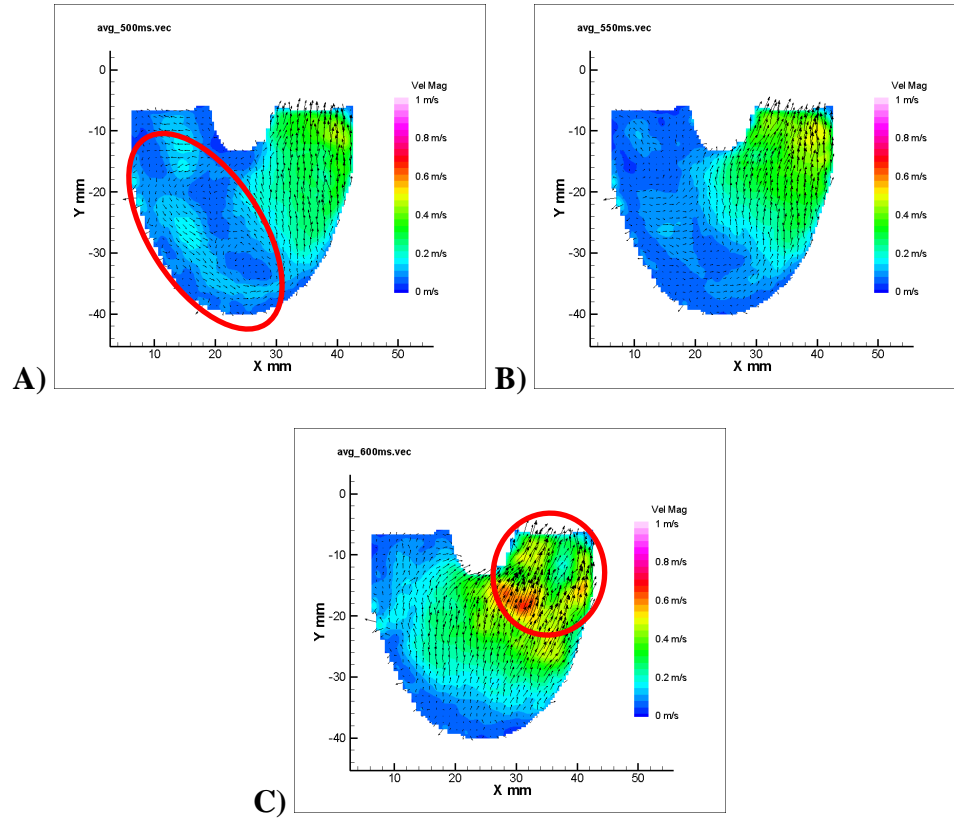 avg_500ms.vec
Vel Mag
1 m/s
0.8 m/s
0.6 m/s
0.4 m/s
0.2 m/s
0 m/s
0
-10
-20
-30
-40
Y mm
10 20 30 40 50
X mm
A)
avg_550ms.vec
Vel Mag
1 m/s
0.8 m/s
0.6 m/s
0.4 m/s
0.2 m/s
0 m/s
0
-10
-20
-30
-40
Y mm
10 20 30 40 50
X mm
B)
avg_600ms.vec
Vel Mag
1 m/s
0.8 m/s
0.6 m/s
0.4 m/s
0.2 m/s
0 m/s
0
-10
-20
-30
-40
Y mm
10 20 30 40 50
X mm
C)